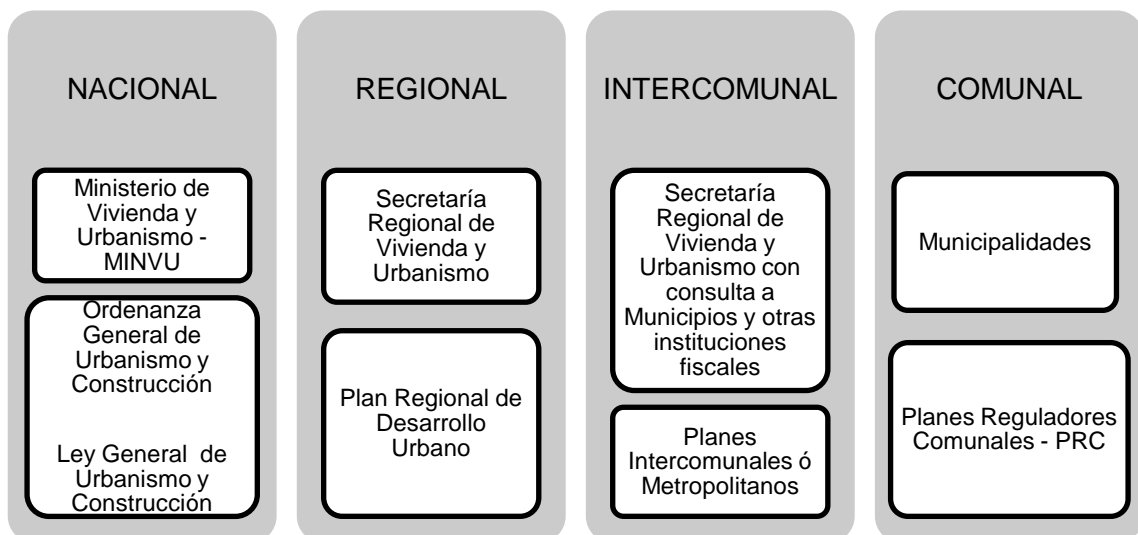 NACIONAL
Ministerio de
Vivienda y
Urbanismo -
MINVU
Ordenanza
General de
Urbanismo y
Construcción
Ley General  de
Urbanismo y
Construcción
REGIONAL
Secretaría
Regional de
Vivienda y
Urbanismo
Plan Regional de
Desarrollo
Urbano
INTERCOMUNAL
Secretaría
Regional de
Vivienda y
Urbanismo con
consulta a
Municipios y otras
instituciones
fiscales
Planes
Intercomunales ó
Metropolitanos
COMUNAL
Municipalidades
Planes Reguladores
Comunales - PRC